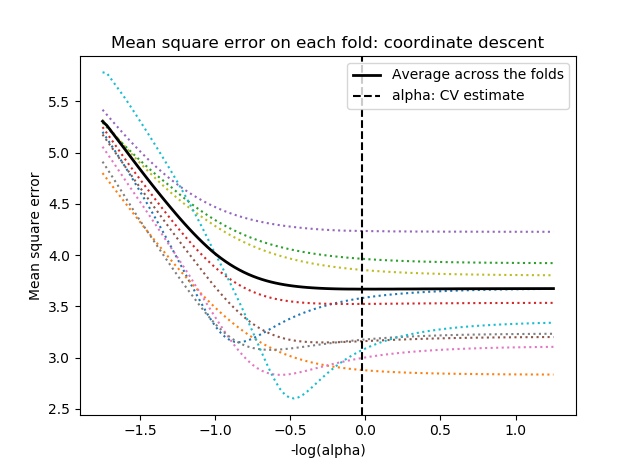 Mean square error on each fold: coordinate descent
Average across the folds
alpha: CV estimate
Mean square error
5.5
5.0
4.5
4.0
3.5
3.0
2.5
−1.5 −1.0 −0.5 0.0 0.5 1.0
-log(alpha)